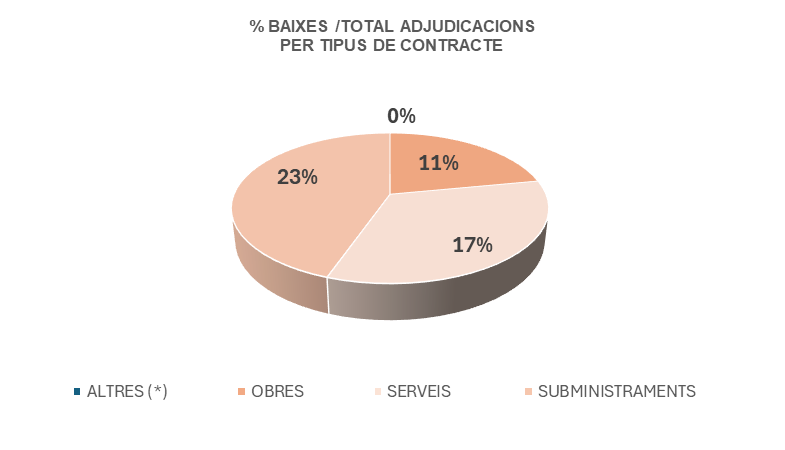 % BAIXES /TOTAL ADJUDICACIONS
PER TIPUS DE CONTRACTE
0%
11%
23%
17%
ALTRES (*)
OBRES
SERVEIS
SUBMINISTRAMENTS